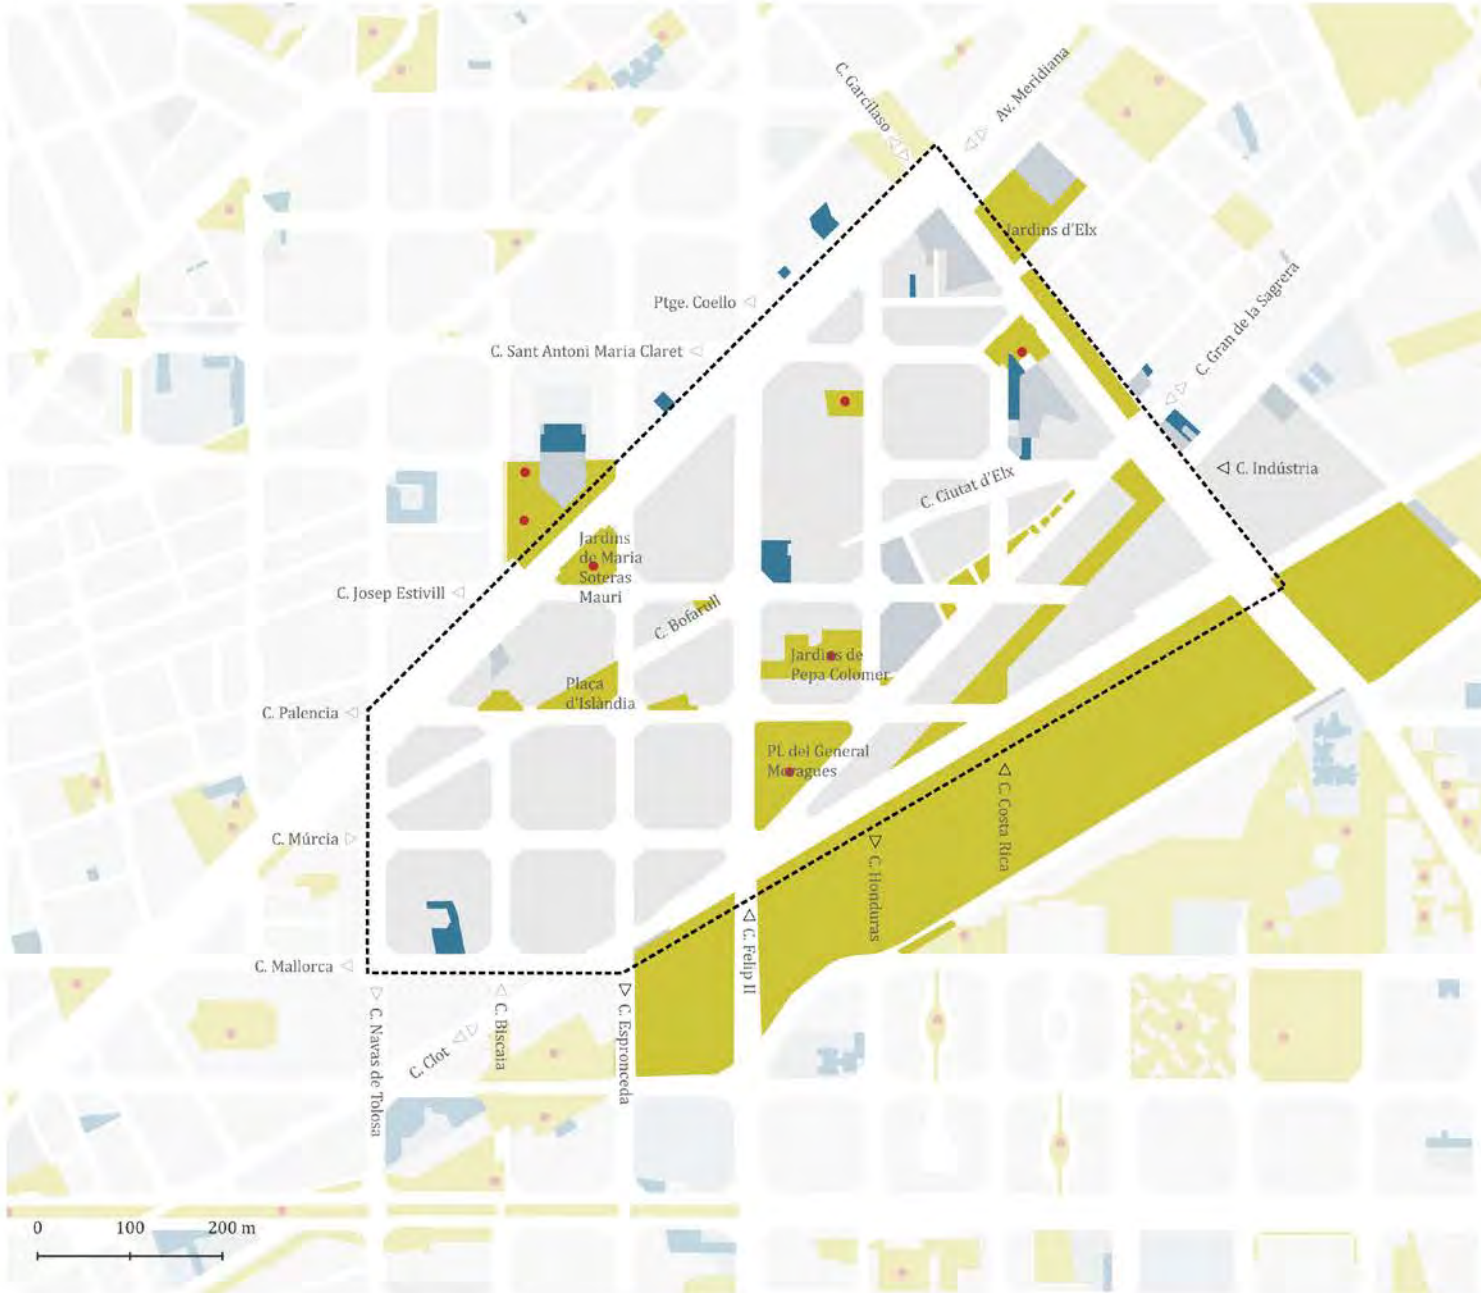 C. Garcilaso
Av. Meridiana
Jardins d'Elx
Ptge. Coello
C. Gran de la Sagrera
C. Sant Antoni Maria Claret
C. Indústria
C. Ciutat d'Elx
Jardins
de Maria
Soteras
Mauri
C. Josep Estivill
C. Bofarull
Jardins de
Pepa Colomer
Plaça
d'Islàndia
C. Palencia
Pl. del General
Moragues
C. Costa Rica
C. Múrcia
C. Honduras
C. Felip II
C. Mallorca
C. Navas de Tolosa
C. Clot
C. Biscaia
C. Espronceda
0 100 200 m